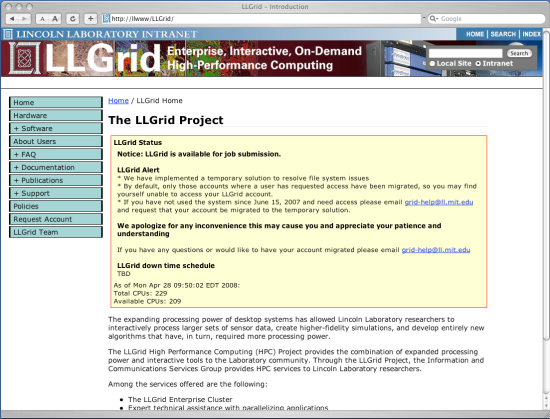 LLGrid – Introduction
A A
http://llwww/LLGrid/
Google
LINCOLN LABORATORY INTRANET
HOME | SEARCH | INDEX
LLGrid
Enterprise, Interactive, On-Demand
High-Performance Computing
Search
Local Site Intranet
Home
Hardware
+ Software
About Users
+ FAQ
+ Documentation
+ Publications
+ Support
Policies
Request Account
LLGrid Team
Home / LLGrid Home
The LLGrid Project
LLGrid Status
Notice: LLGrid is available for job submission.
LLGrid Alert
* We have implemented a temporary solution to resolve file system issues
* By default, only those accounts where a user has requested access have been migrated, so you may find
yourself unable to access your LLGrid account.
* If you have not used the system since June 15, 2007 and need access please email grid-help@ll.mit.edu
and request that your account be migrated to the temporary solution.
We apologize for any inconvenience this may cause you and appreciate your patience and
understanding
If you have any questions or would like to have your account migrated please email grid-help@ll.mit.edu
LLGrid down time schedule
TBD
As of Mon Apr 28 09:50:02 EDT 2008:
Total CPUs: 229
Available CPUs: 209
The expanding processing power of desktop systems has allowed Lincoln Laboratory researchers to
interactively process larger sets of sensor data, create higher-fidelity simulations, and develop entirely new
algorithms that have, in turn, required more processing power.
The LLGrid High Performance Computing (HPC) Project provides the combination of expanded processing
power and interactive tools to the Laboratory community. Through the LLGrid Project, the Information and
Communications Services Group provides HPC services to Lincoln Laboratory researchers.
Among the services offered are the following:
• The LLGrid Enterprise Cluster
• Expert technical assistance with parallelizing applications